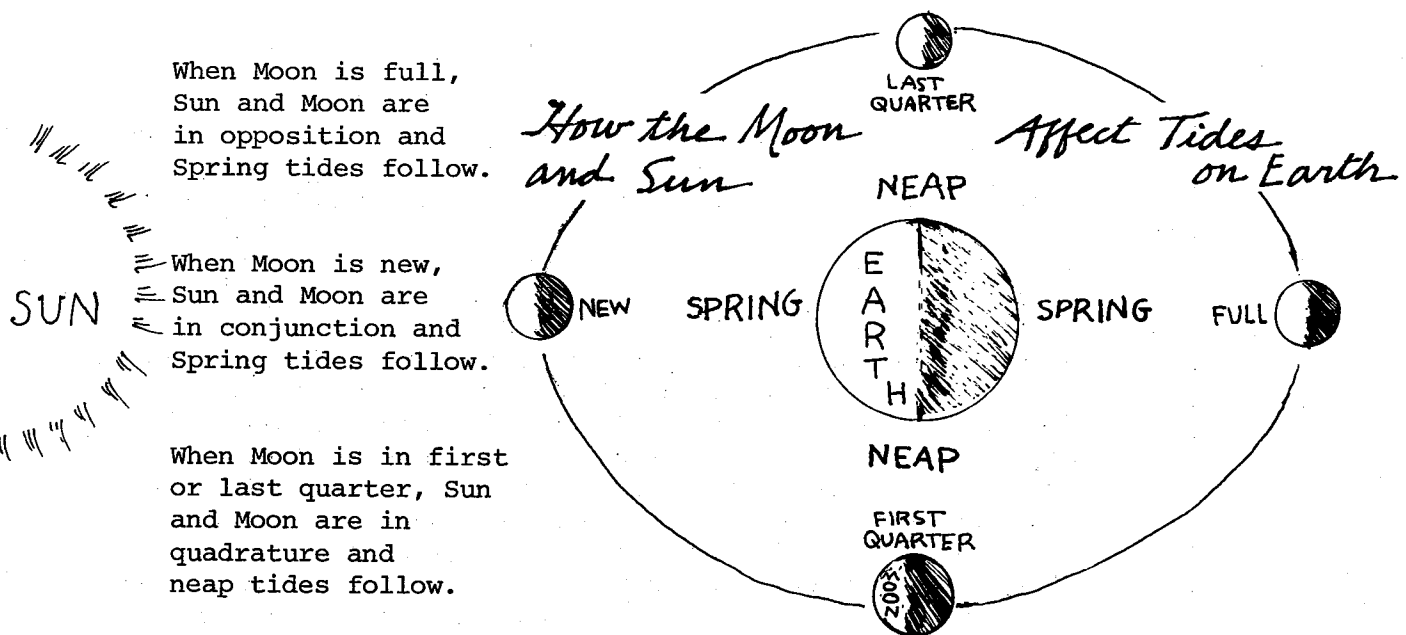 When Moon is full,
Sun and Moon are
in opposition and
Spring tides follow.
How the Moon
and Sun
Affect Tides
on Earth
SUN
When Moon is new,
Sun and Moon are
in conjunction and
Spring tides follow.
When Moon is in first
or last quarter, Sun
and Moon are in
quadrature and
neap tides follow.
LAST
QUARTER
NEAP
NEW
SPRING
EARTH
SPRING
FULL
NEAP
FIRST
QUARTER
MOON